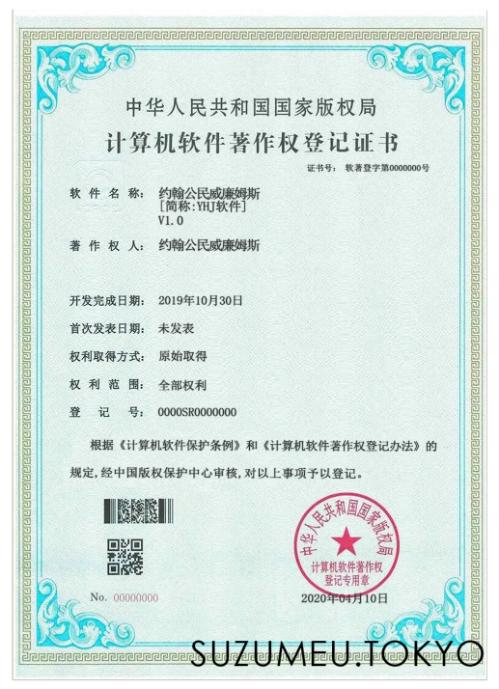 中华人民共和国国家版权局
计算机软件著作权登记证书
证书号： 软著登字第0000000号
软件名称： 约翰公民威廉姆斯
[简称:YHJ软件]
V1.0
著作权人： 约翰公民威廉姆斯
开发完成日期： 2019年10月30日
首次发表日期： 未发表
权利取得方式： 原始取得
权利范围： 全部权利
登记号： 0000SR0000000
根据《计算机软件保护条例》和《计算机软件著作权登记办法》的
规定,经中国版权保护中心审核,对以上事项予以登记。
中华人民共和国国家版权局
计算机软件著作权
登记专用章
No. 00000000
2020年04月10日
SUZUMEU.TOKYO